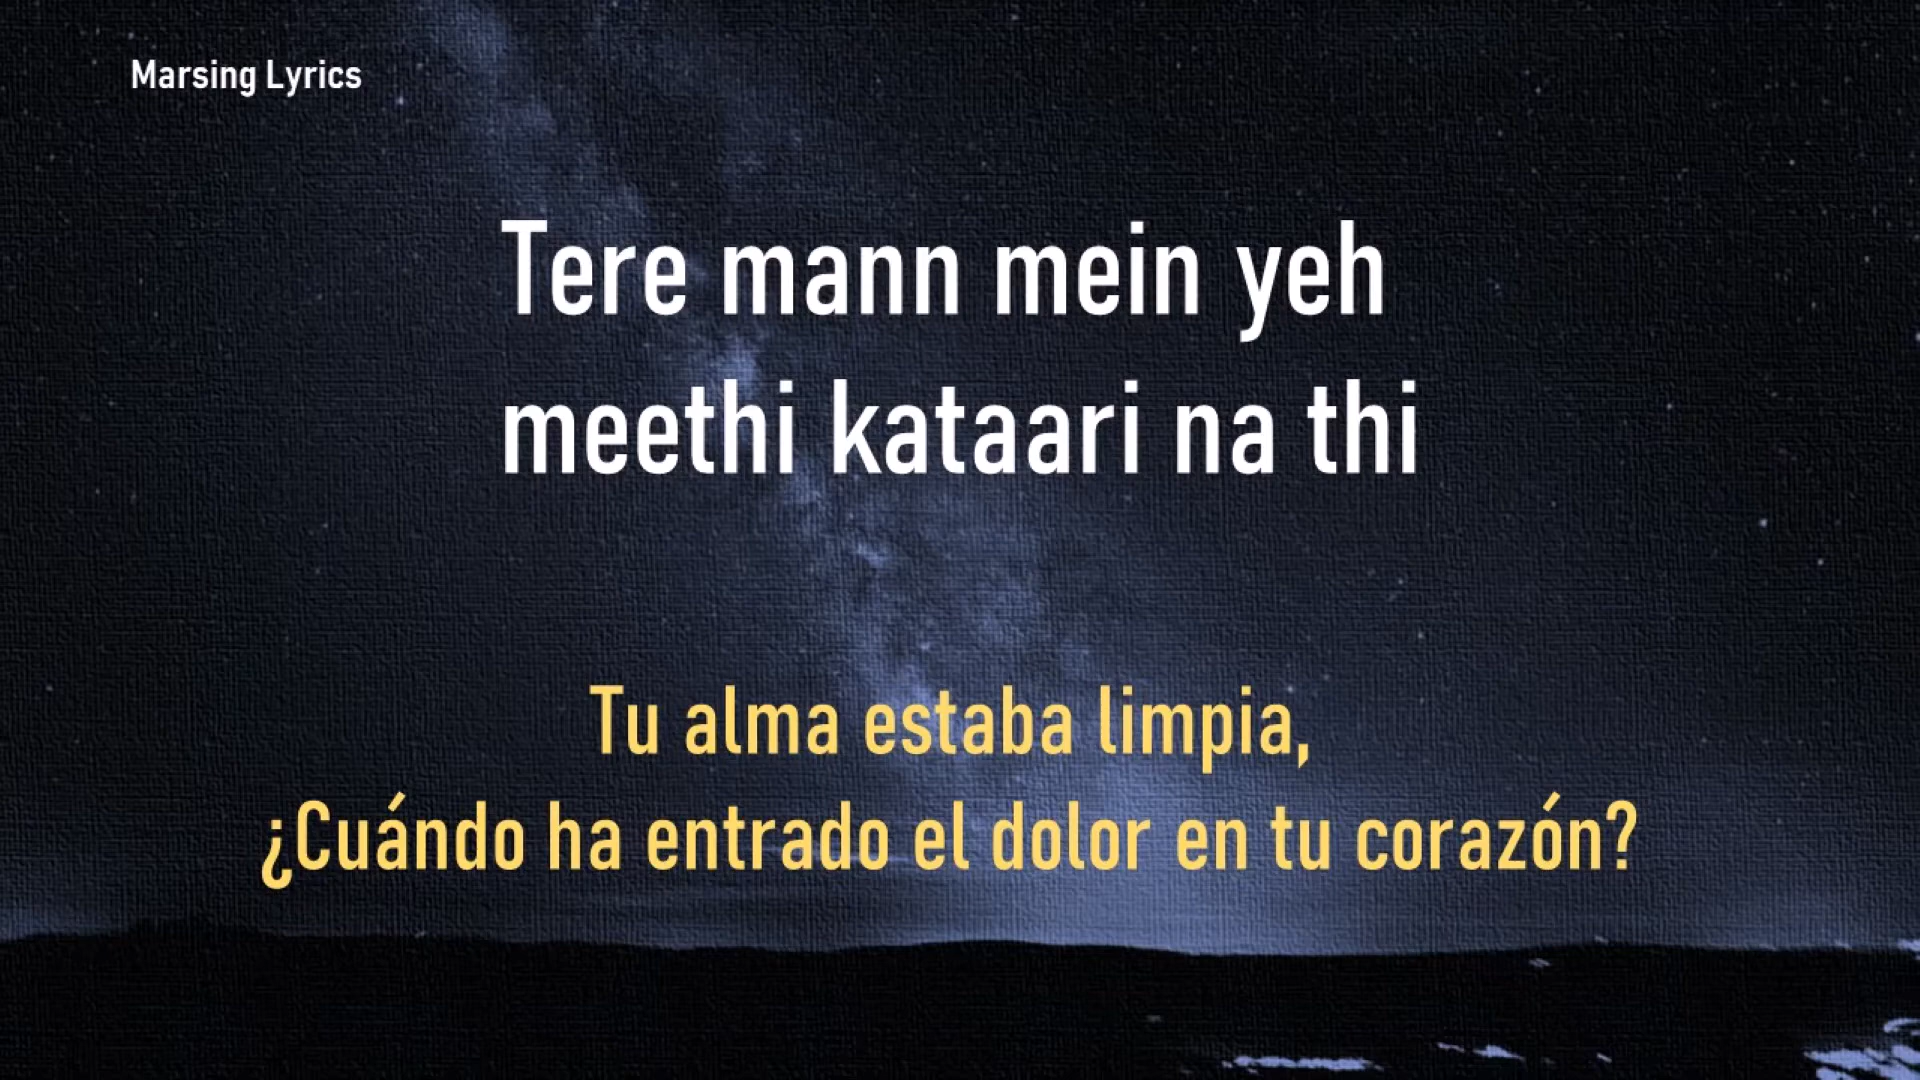 Marsing Lyrics
Tere mann mein yeh
meethi kataari na thi
Tu alma estaba limpia,
¿Cuándo ha entrado el dolor en tu corazón?